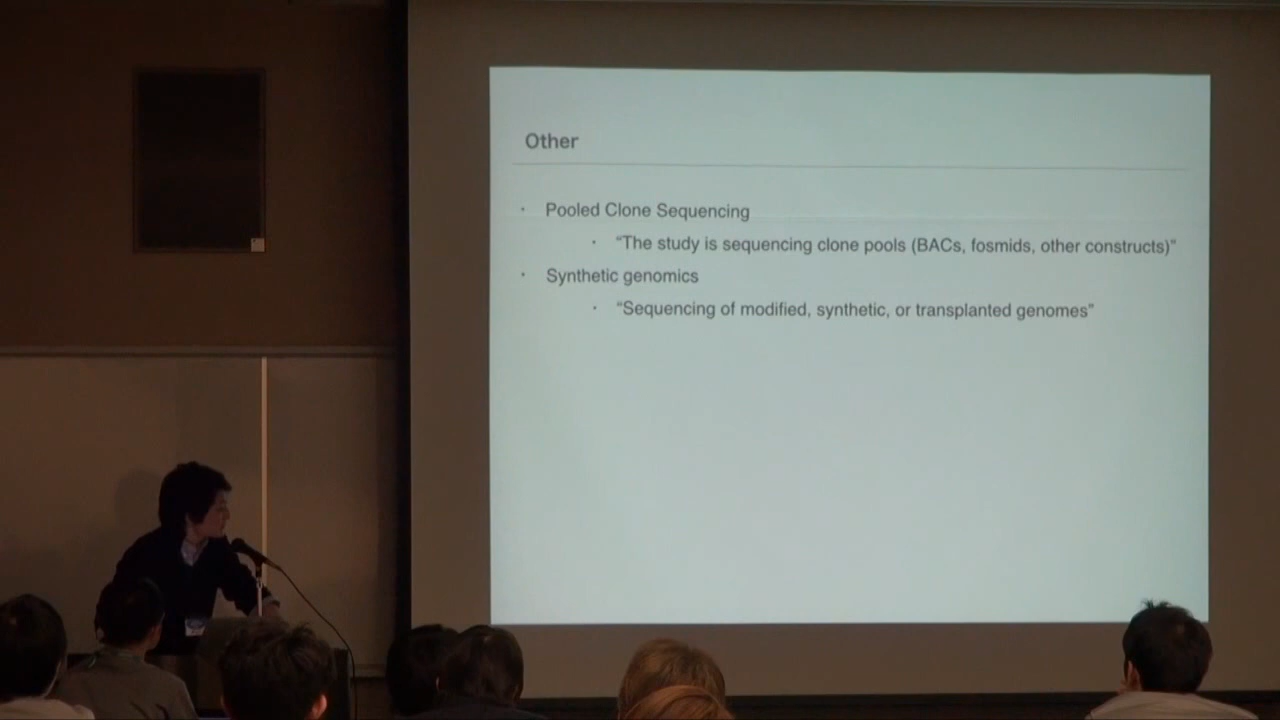 Other
· Pooled Clone Sequencing
· “The study is sequencing clone pools (BACs, fosmids, other constructs)”
· Synthetic genomics
· “Sequencing of modified, synthetic, or transplanted genomes”